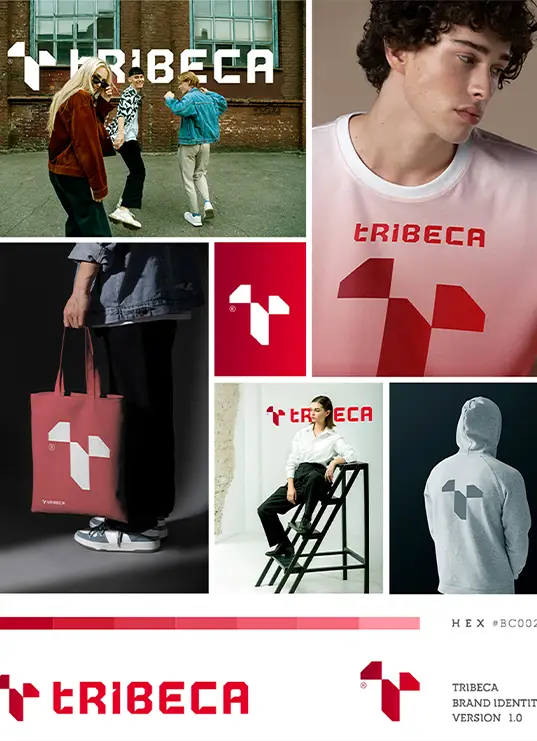 tRIBECA
tRIBECA
®
®
tRIBECA
tRIBECA
HEX #BC002
tRIBECA
®
TRIBECA
BRAND IDENTIT
VERSION 1.0